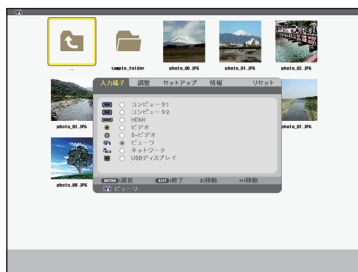 ..
sample_folder
photo_00.JPG
photo_01.JPG
photo_02.JPG
入力端子 調整 セットアップ 情報 リセット
コンピュータ1
コンピュータ2
HDMI
ビデオ
S-ビデオ
ビューワ
ネットワーク
USBディスプレイ
photo_03.JPG
photo_07.JPG
photo_08.JPG
ENTER :選択 EXIT :終了 :移動 :移動
ビューワ